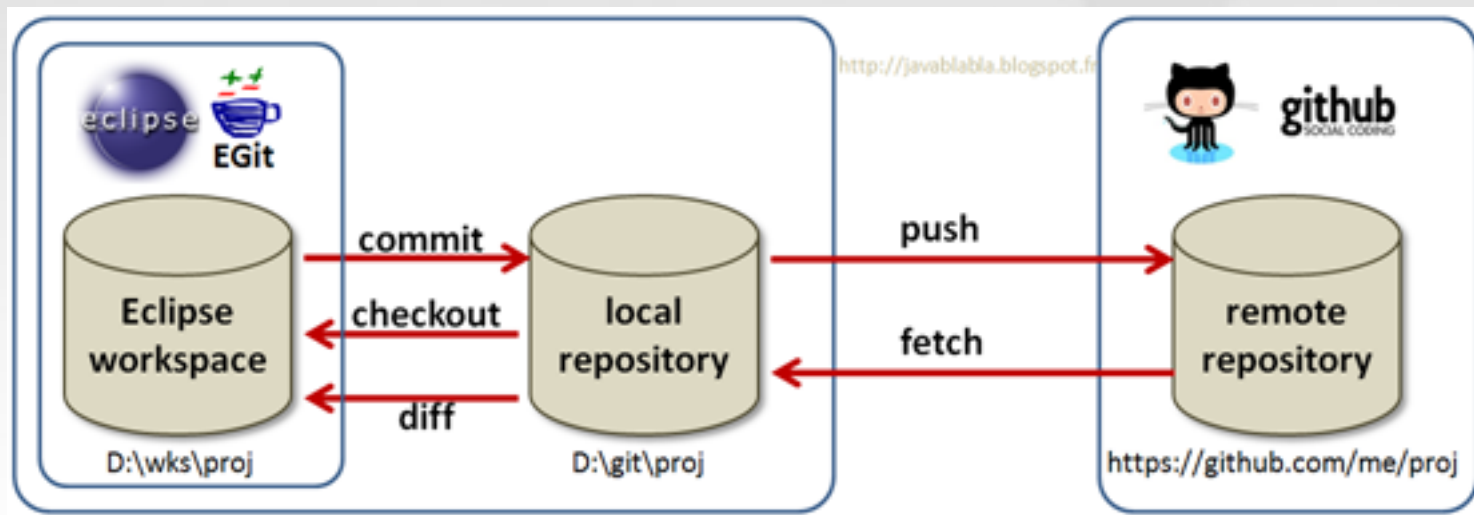 http://javablabla.blogspot.fr
eclipse
EGit
github
SOCIAL CODING
commit
push
Eclipse
workspace
checkout
local
repository
fetch
remote
repository
diff
D:\wks\proj
D:\git\proj
https://github.com/me/proj